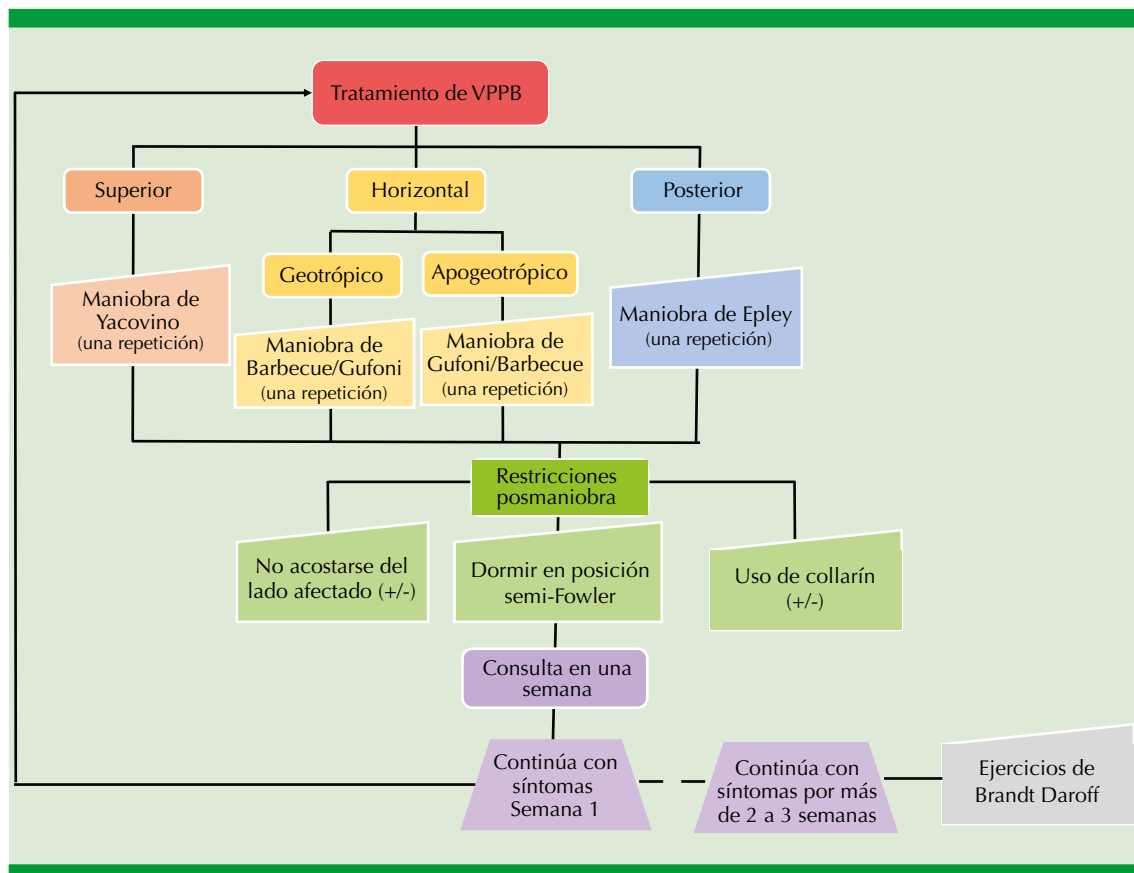 Tratamiento de VPPB
Superior
Horizontal
Posterior
Geotrópico
Apogeotrópico
Maniobra de
Yacovino
(una repetición)
Maniobra de
Barbecue/Gufoni
(una repetición)
Maniobra de
Gufoni/Barbecue
(una repetición)
Maniobra de Epley
(una repetición)
Restricciones
posmaniobra
No acostarse del
lado afectado (+/-)
Dormir en posición
semi-Fowler
Uso de collarín
(+/-)
Consulta en una
semana
Continúa con
síntomas
Semana 1
Continúa con
síntomas por más
de 2 a 3 semanas
Ejercicios de
Brandt Daroff